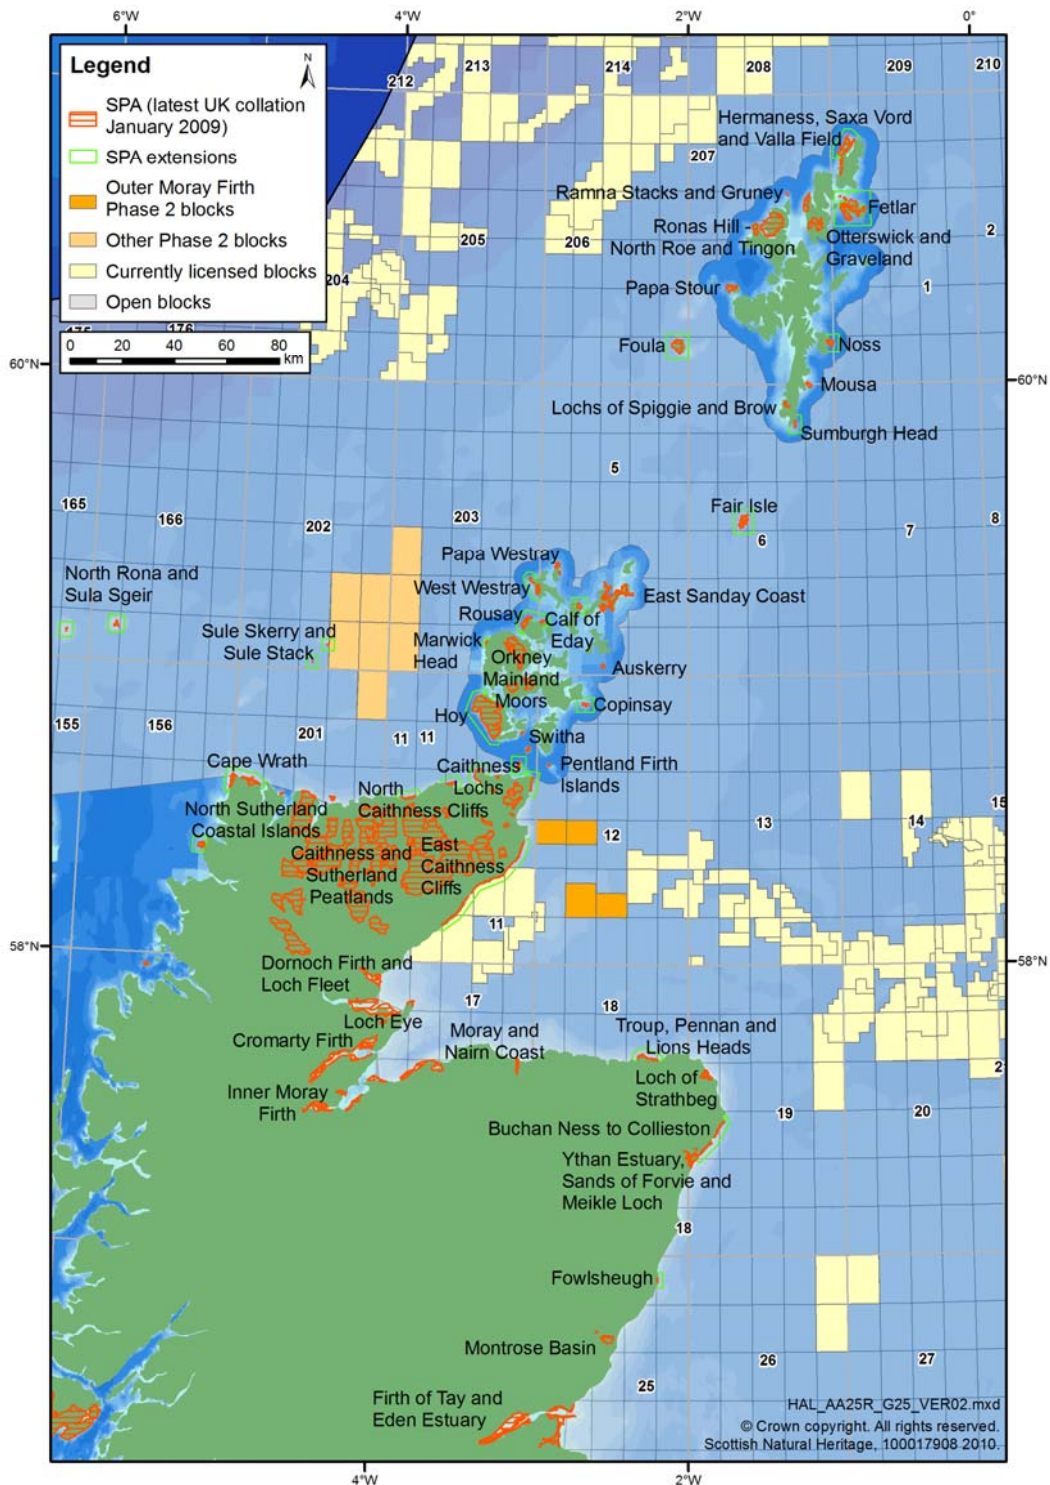 6°W
4°W
2°W
0°
Legend
N
SPA (latest UK collation
January 2009)
SPA extensions
Outer Moray Firth
Phase 2 blocks
Other Phase 2 blocks
Currently licensed blocks
Open blocks
0 20 40 60 80
km
212
213
214
208
209
210
Hermaness, Saxa Vord
and Valla Field
207
Ramna Stacks and Gruney
Fetlar
Ronas Hill -
North Roe and Tingon
Otterswick and
Graveland
2
205
206
204
Papa Stour
1
175
176
Foula
Noss
60°N
60°N
Mousa
Lochs of Spiggie and Brow
Sumburgh Head
5
165
166
202
203
Fair Isle
6
7
8
North Rona and
Sula Sgeir
Papa Westray
West Westray
East Sanday Coast
Rousay
Calf of
Eday
Sule Skerry and
Sule Stack
Marwick
Head
Orkney
Mainland
Moors
Auskerry
Copinsay
Hoy
155
156
201
11
11
Switha
Cape Wrath
Caithness
Lochs
Pentland Firth
Islands
North
Caithness Cliffs
North Sutherland
Coastal Islands
12
13
14
15
Caithness and
Sutherland
Peatlands
East
Caithness
Cliffs
11
58°N
58°N
Dornoch Firth and
Loch Fleet
17
18
Loch Eye
Cromarty Firth
Moray and
Nairn Coast
Troup, Pennan and
Lions Heads
2
Inner Moray
Firth
Loch of
Strathbeg
19
20
Buchan Ness to Collieston
Ythan Estuary,
Sands of Forvie and
Meikle Loch
18
Fowlsheugh
Montrose Basin
26
27
25
Firth of Tay and
Eden Estuary
HAL_AA25R_G25_VER02.mxd
© Crown copyright. All rights reserved.
Scottish Natural Heritage, 100017908 2010.
4°W
2°W